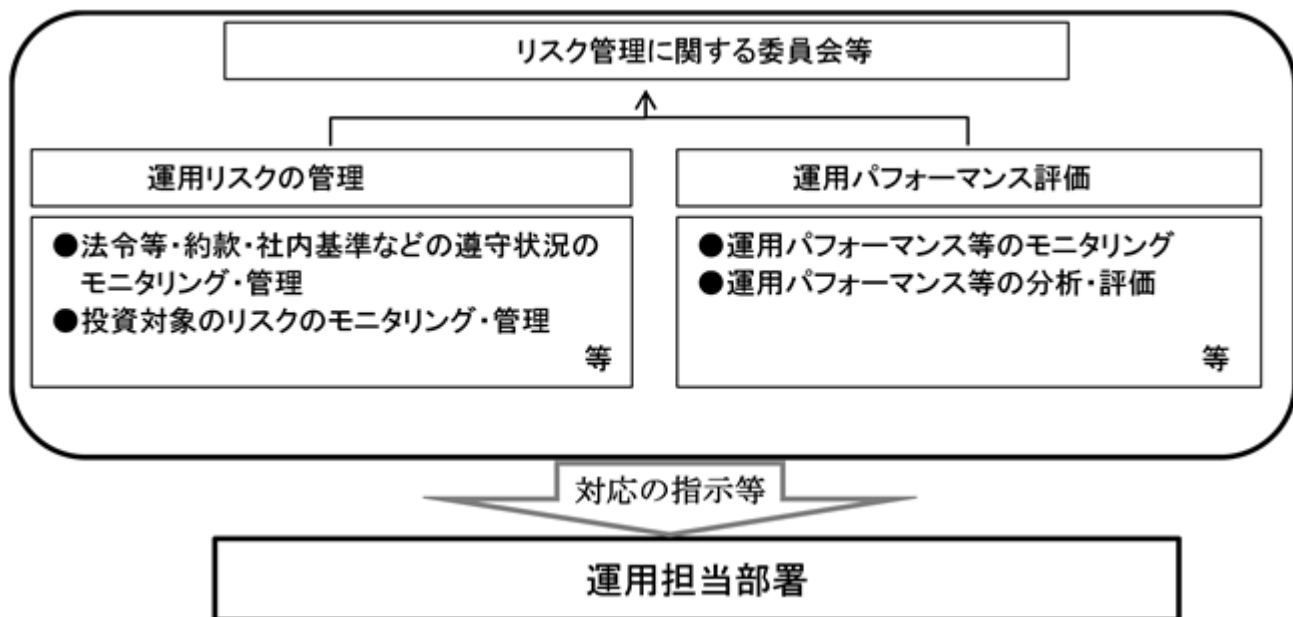 リスク管理に関する委員会等
運用リスクの管理
●法令等・約款・社内基準などの遵守状況の
モニタリング・管理
●投資対象のリスクのモニタリング・管理
等
運用パフォーマンス評価
●運用パフォーマンス等のモニタリング
●運用パフォーマンス等の分析・評価
等
対応の指示等
運用担当部署